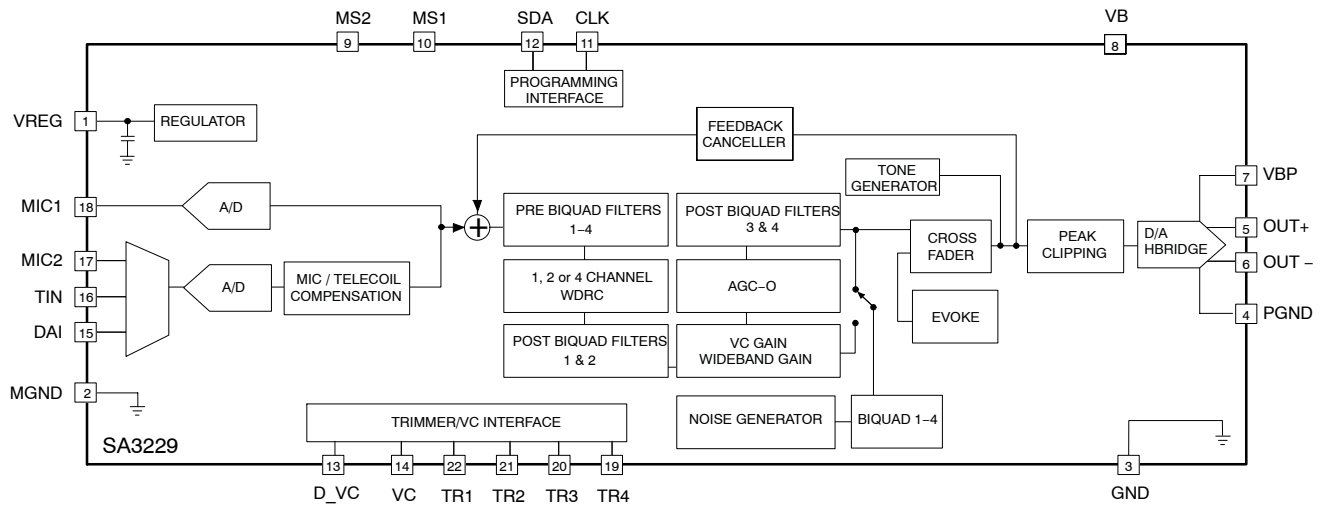 MS2
MS1
SDA
CLK
VB
9
10
12
11
8
PROGRAMMING
INTERFACE
VREG
1
REGULATOR
FEEDBACK
CANCELLER
TONE
GENERATOR
7
VBP
MIC1
18
A/D
PRE BIQUAD FILTERS
1–4
POST BIQUAD FILTERS
3 & 4
CROSS
FADER
PEAK
CLIPPING
D/A
HBRIDGE
5
OUT+
6
OUT –
MIC2
17
TIN
16
A/D
MIC / TELECOIL
COMPENSATION
1, 2 or 4 CHANNEL
WDRC
AGC–O
EVOKE
4
PGND
DAI
15
POST BIQUAD FILTERS
1 & 2
VC GAIN
WIDEBAND GAIN
MGND
2
TRIMMER/VC INTERFACE
NOISE GENERATOR
BIQUAD 1–4
SA3229
13
14
22
21
20
19
3
D_VC
VC
TR1
TR2
TR3
TR4
GND